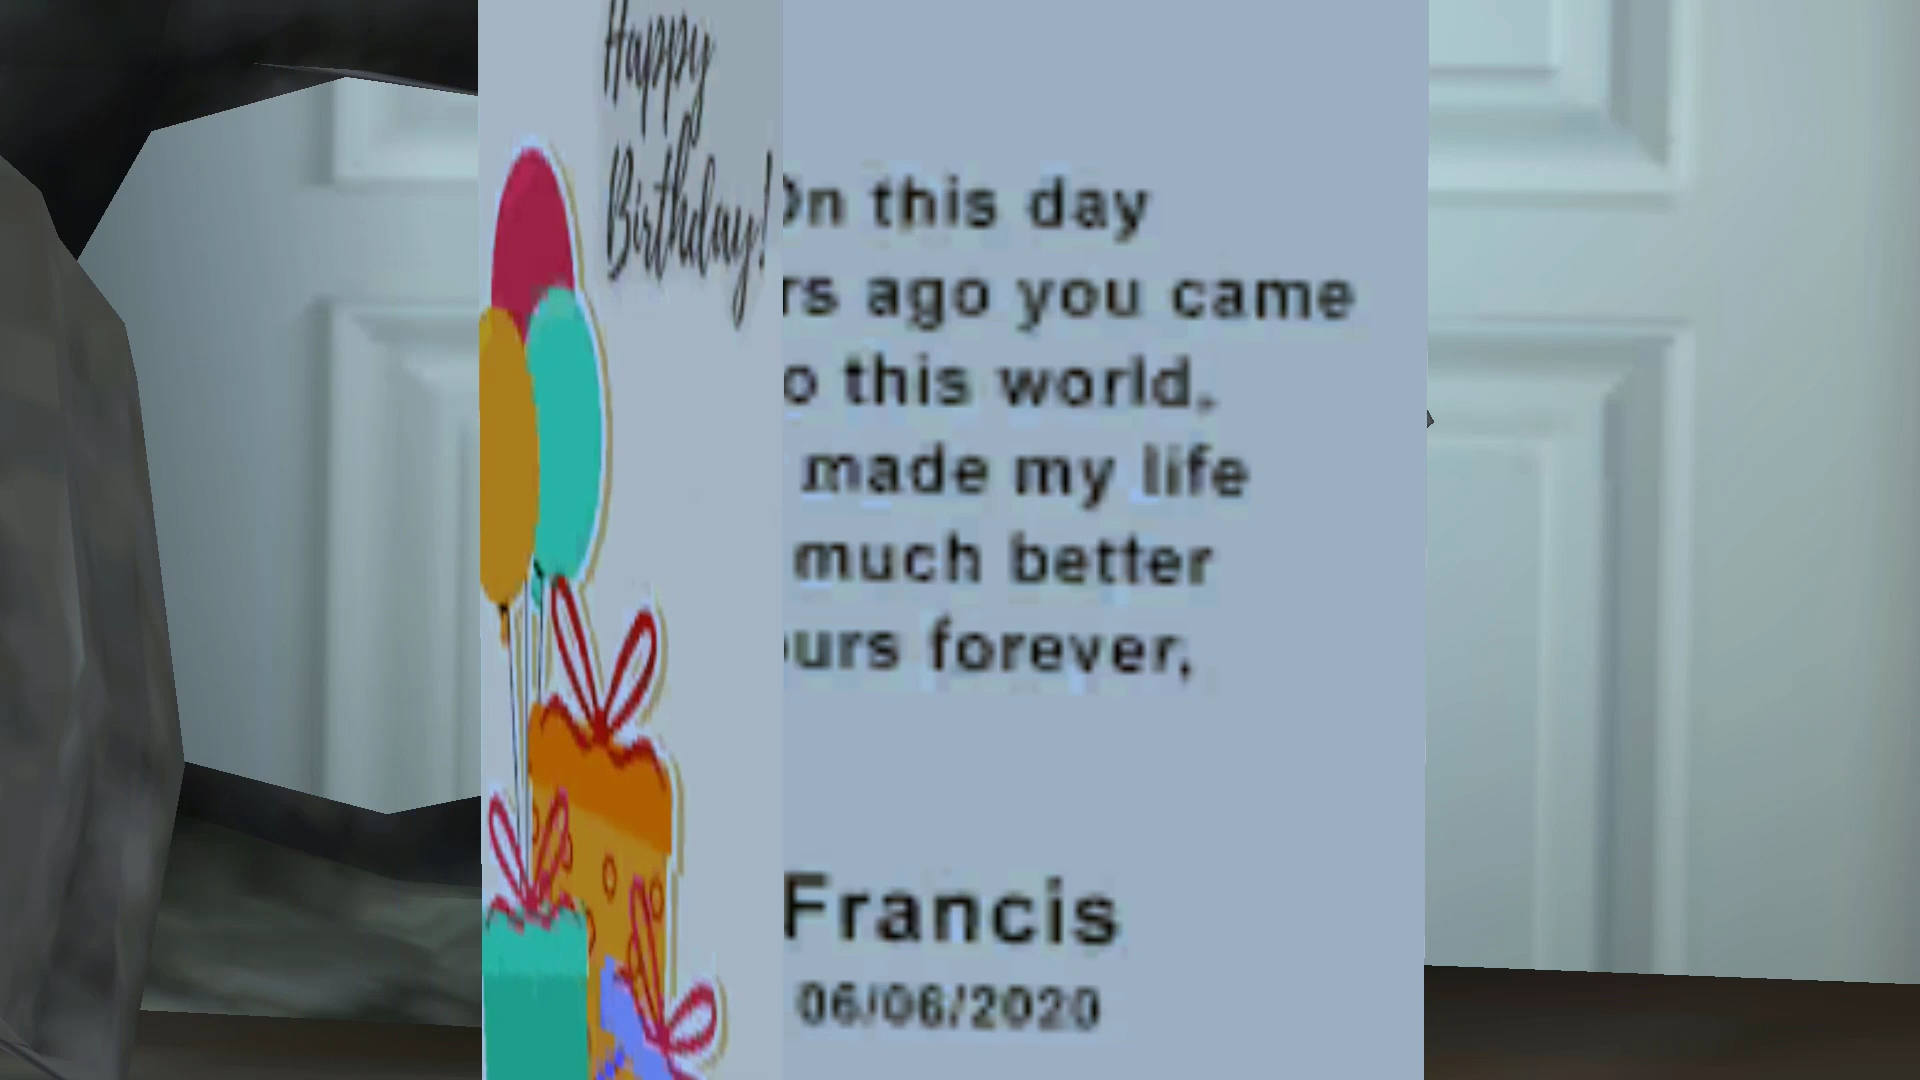 Happy
Birthday!
On this day
rs ago you came
o this world.
made my life
much better
urs forever,
Francis
06/06/2020